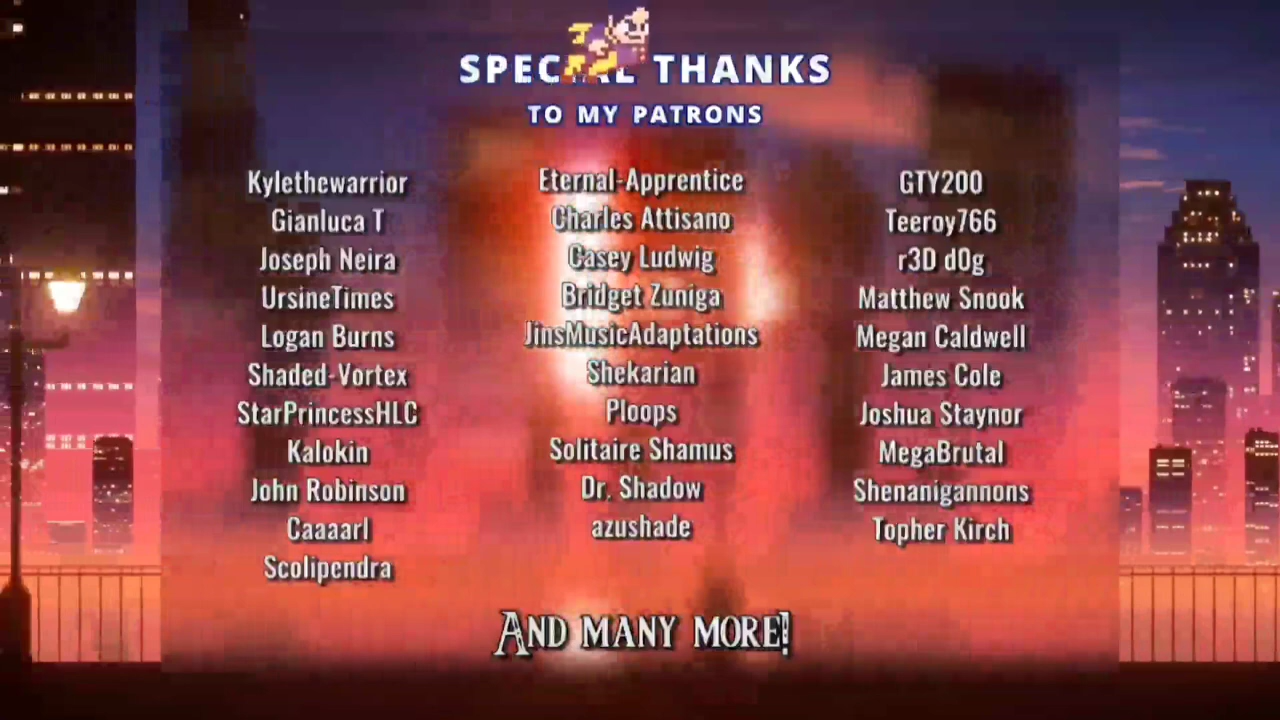 SPECIAL THANKS
TO MY PATRONS
Kylethewarrior
Gianluca T
Joseph Neira
UrsineTimes
Logan Burns
Shaded-Vortex
StarPrincessHLC
Kalokin
John Robinson
Caaaarl
Scolipendra
Eternal-Apprentice
Charles Attisano
Casey Ludwig
Bridget Zuniga
JinsMusicAdaptations
Shekarian
Ploops
Solitaire Shamus
Dr. Shadow
azushade
GTY200
Teeroy766
r3D d0g
Matthew Snook
Megan Caldwell
James Cole
Joshua Staynor
MegaBrutal
Shenanigannons
Topher Kirch
AND MANY MORE!